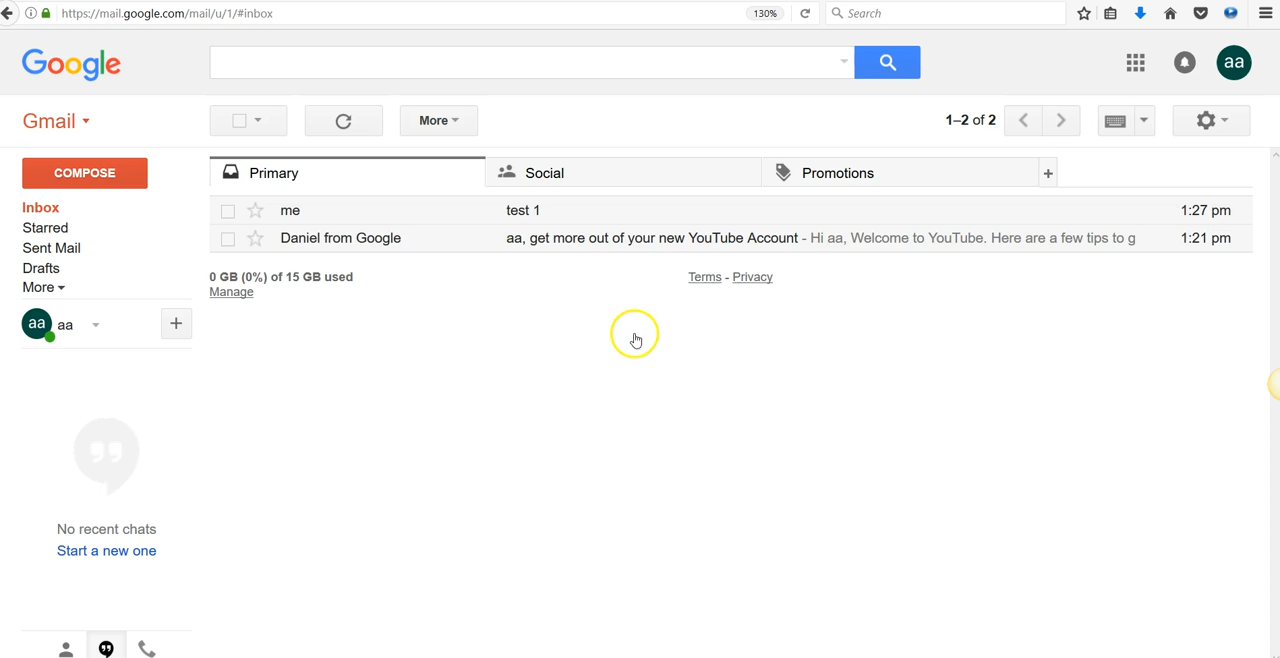 https://mail.google.com/mail/u/1/#inbox 130% Search
Google aa
Gmail More 1–2 of 2
COMPOSE Primary Social Promotions +
Inbox
me test 1 1:27 pm
Starred
Daniel from Google aa, get more out of your new YouTube Account - Hi aa, Welcome to YouTube. Here are a few tips to g 1:21 pm
Sent Mail
Drafts
0 GB (0%) of 15 GB used Terms - Privacy
More
Manage
aa aa +
No recent chats
Start a new one